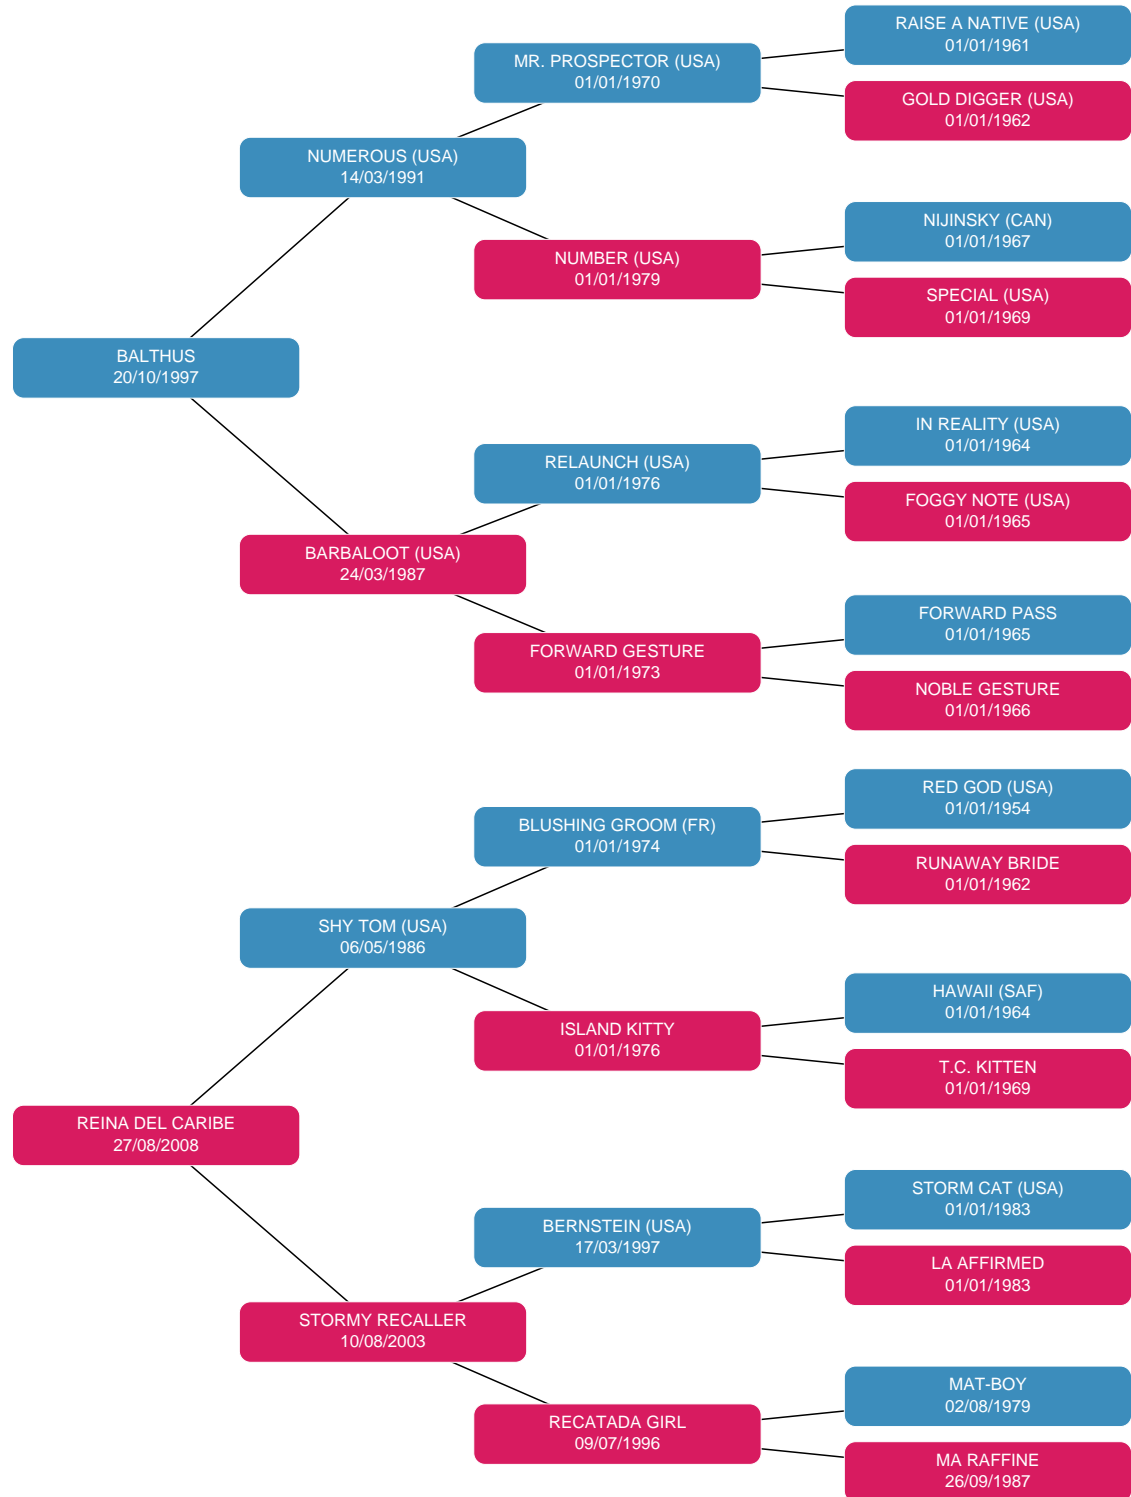 RAISE A NATIVE (USA)
01/01/1961
MR. PROSPECTOR (USA)
01/01/1970
GOLD DIGGER (USA)
01/01/1962
NUMEROUS (USA)
14/03/1991
NIJINSKY (CAN)
01/01/1967
NUMBER (USA)
01/01/1979
SPECIAL (USA)
01/01/1969
BALTHUS
20/10/1997
IN REALITY (USA)
01/01/1964
RELAUNCH (USA)
01/01/1976
FOGGY NOTE (USA)
01/01/1965
BARBALOOT (USA)
24/03/1987
FORWARD PASS
01/01/1965
FORWARD GESTURE
01/01/1973
NOBLE GESTURE
01/01/1966
RED GOD (USA)
01/01/1954
BLUSHING GROOM (FR)
01/01/1974
RUNAWAY BRIDE
01/01/1962
SHY TOM (USA)
06/05/1986
HAWAII (SAF)
01/01/1964
ISLAND KITTY
01/01/1976
T.C. KITTEN
01/01/1969
REINA DEL CARIBE
27/08/2008
STORM CAT (USA)
01/01/1983
BERNSTEIN (USA)
17/03/1997
LA AFFIRMED
01/01/1983
STORMY RECALLER
10/08/2003
MAT-BOY
02/08/1979
RECATADA GIRL
09/07/1996
MA RAFFINE
26/09/1987